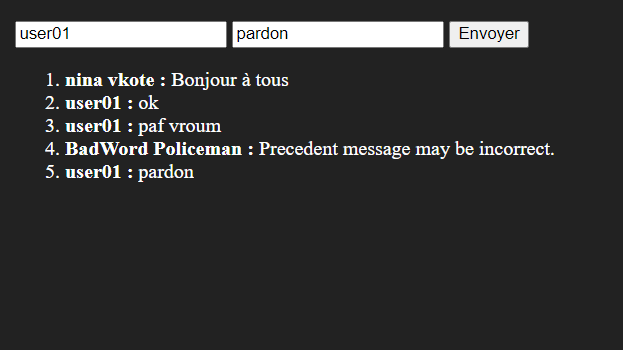 user01 pardon Envoyer
1. nina vkote : Bonjour à tous
2. user01 : ok
3. user01 : paf vroum
4. BadWord Policeman : Precedent message may be incorrect.
5. user01 : pardon